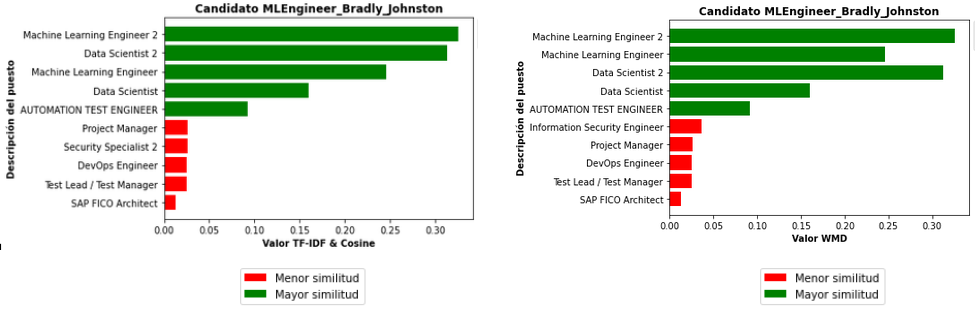 Candidato MLEngineer_Bradly_Johnston
Descripción del puesto
Machine Learning Engineer 2
Data Scientist 2
Machine Learning Engineer
Data Scientist
AUTOMATION TEST ENGINEER
Project Manager
Security Specialist 2
DevOps Engineer
Test Lead / Test Manager
SAP FICO Architect
0.00 0.05 0.10 0.15 0.20 0.25 0.30
Valor TF-IDF & Cosine
Menor similitud
Mayor similitud
Candidato MLEngineer_Bradly_Johnston
Descripción del puesto
Machine Learning Engineer 2
Machine Learning Engineer
Data Scientist 2
Data Scientist
AUTOMATION TEST ENGINEER
Information Security Engineer
Project Manager
DevOps Engineer
Test Lead / Test Manager
SAP FICO Architect
0.00 0.05 0.10 0.15 0.20 0.25 0.30
Valor WMD
Menor similitud
Mayor similitud